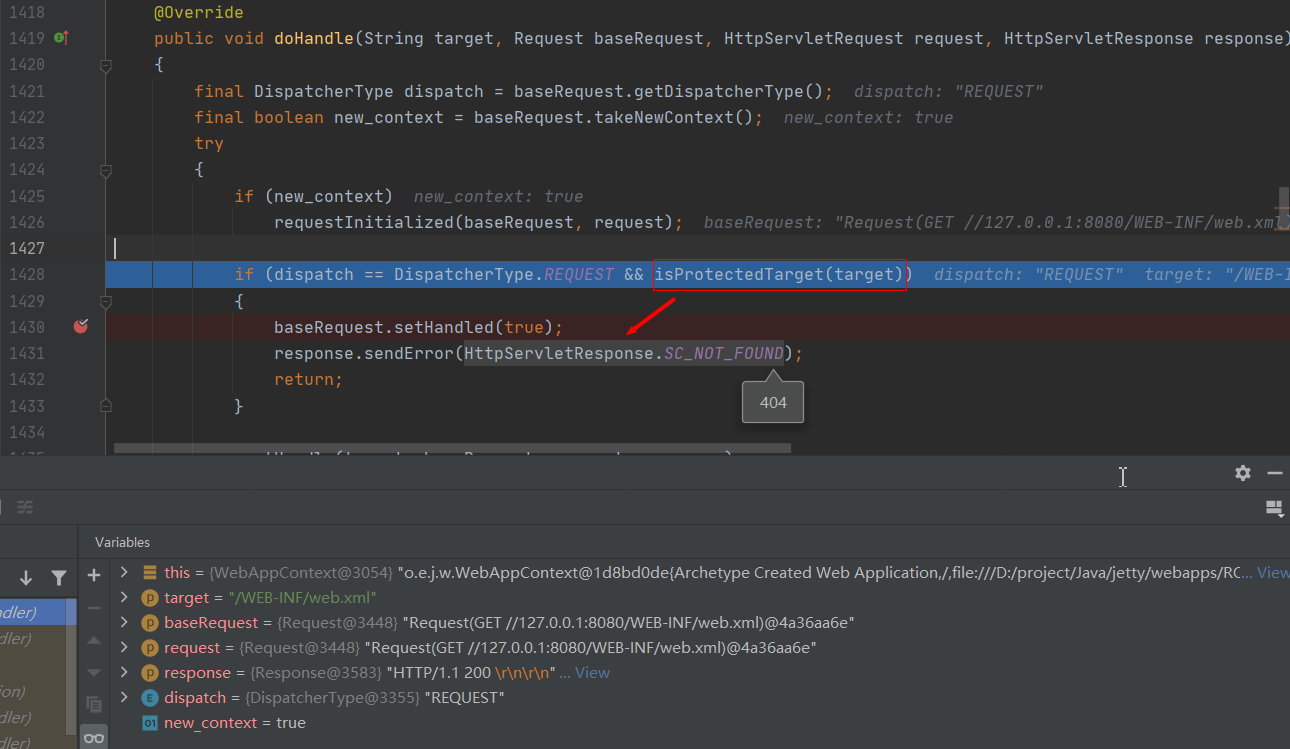 1418 @Override
1419 public void doHandle(String target, Request baseRequest, HttpServletRequest request, HttpServletResponse response)
1420 {
1421 final DispatcherType dispatch = baseRequest.getDispatcherType(); dispatch: "REQUEST"
1422 final boolean new_context = baseRequest.takeNewContext(); new_context: true
1423 try
1424 {
1425 if (new_context) new_context: true
1426 requestInitialized(baseRequest, request); baseRequest: "Request(GET //127.0.0.1:8080/WEB-INF/web.xml)
1427
1428 if (dispatch == DispatcherType.REQUEST && isProtectedTarget(target)) dispatch: "REQUEST" target: "/WEB-I
1429 {
1430 baseRequest.setHandled(true);
1431 response.sendError(HttpServletResponse.SC_NOT_FOUND);
1432 return;
404
1433 }
1434
Variables
this = {WebAppContext@3054} "o.e.j.w.WebAppContext@1d8bd0de{Archetype Created Web Application,/,file:///D:/project/Java/jetty/webapps/RO... View
ndler) target = "/WEB-INF/web.xml"
baseRequest = {Request@3448} "Request(GET //127.0.0.1:8080/WEB-INF/web.xml)@4a36aa6e"
dler) request = {Request@3448} "Request(GET //127.0.0.1:8080/WEB-INF/web.xml)@4a36aa6e"
response = {Response@3583} "HTTP/1.1 200 \r\n\r\n" ... View
ion) dispatch = {DispatcherType@3355} "REQUEST"
dler) new_context = true
dler)